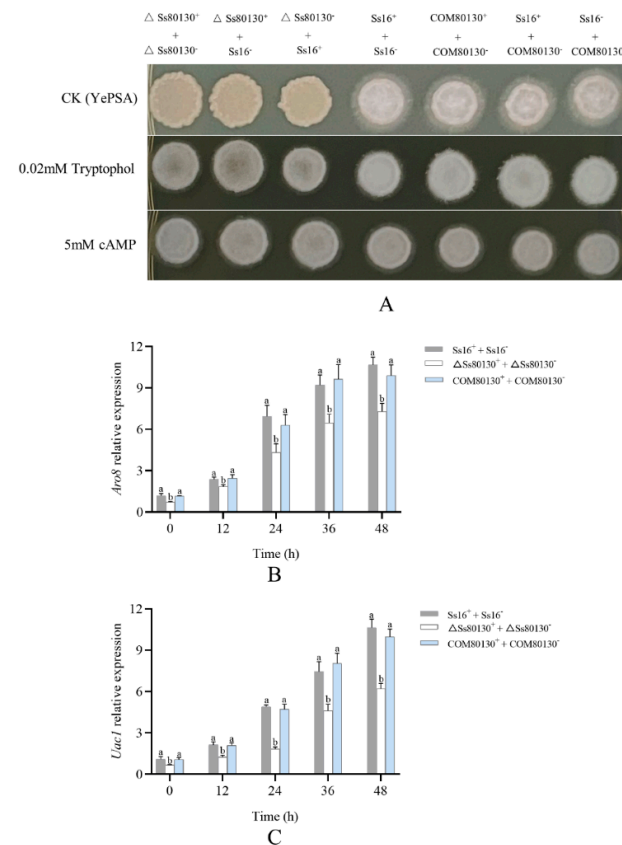 △ Ss80130⁺ △ Ss80130⁺ △ Ss80130⁻ Ss16⁺ COM80130⁺ Ss16⁺ Ss16⁻
+ + + + + + +
△ Ss80130⁻ Ss16⁻ Ss16⁺ Ss16⁻ COM80130⁻ COM80130⁻ COM80130
CK (YePSA)
0.02mM Tryptophol
5mM cAMP
A
Aro8 relative expression
12
9
6
3
0
a b a a b a a b a a b a a b a
0 12 24 36 48
Time (h)
Ss16⁺ + Ss16⁻
△Ss80130⁺ + △Ss80130⁻
COM80130⁺ + COM80130⁻
B
Uac1 relative expression
12
9
6
3
0
a b a a b a a b a a b a a b a
0 12 24 36 48
Time (h)
Ss16⁺ + Ss16⁻
△Ss80130⁺ + △Ss80130⁻
COM80130⁺ + COM80130⁻
C